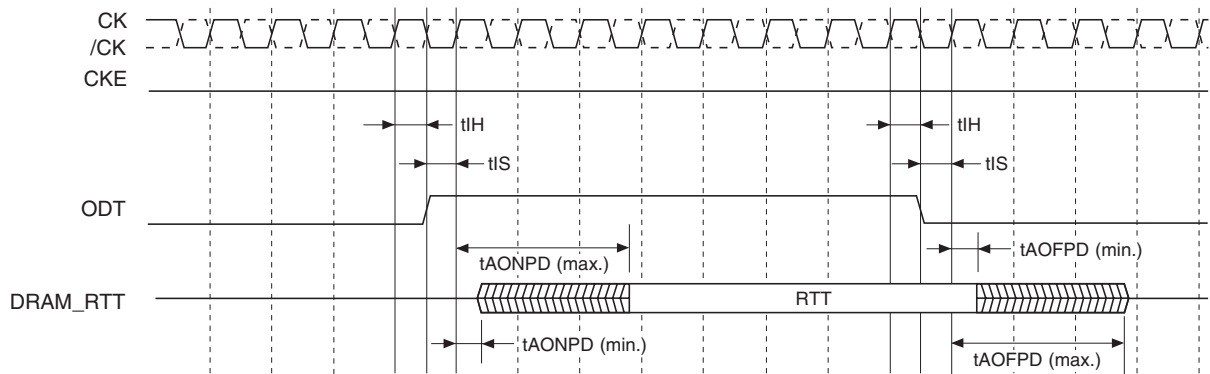 CK
/CK
CKE
tIH
tIH
tIS
tIS
ODT
tAONPD (max.)
tAOFPD (min.)
DRAM_RTT
RTT
tAONPD (min.)
tAOFPD (max.)